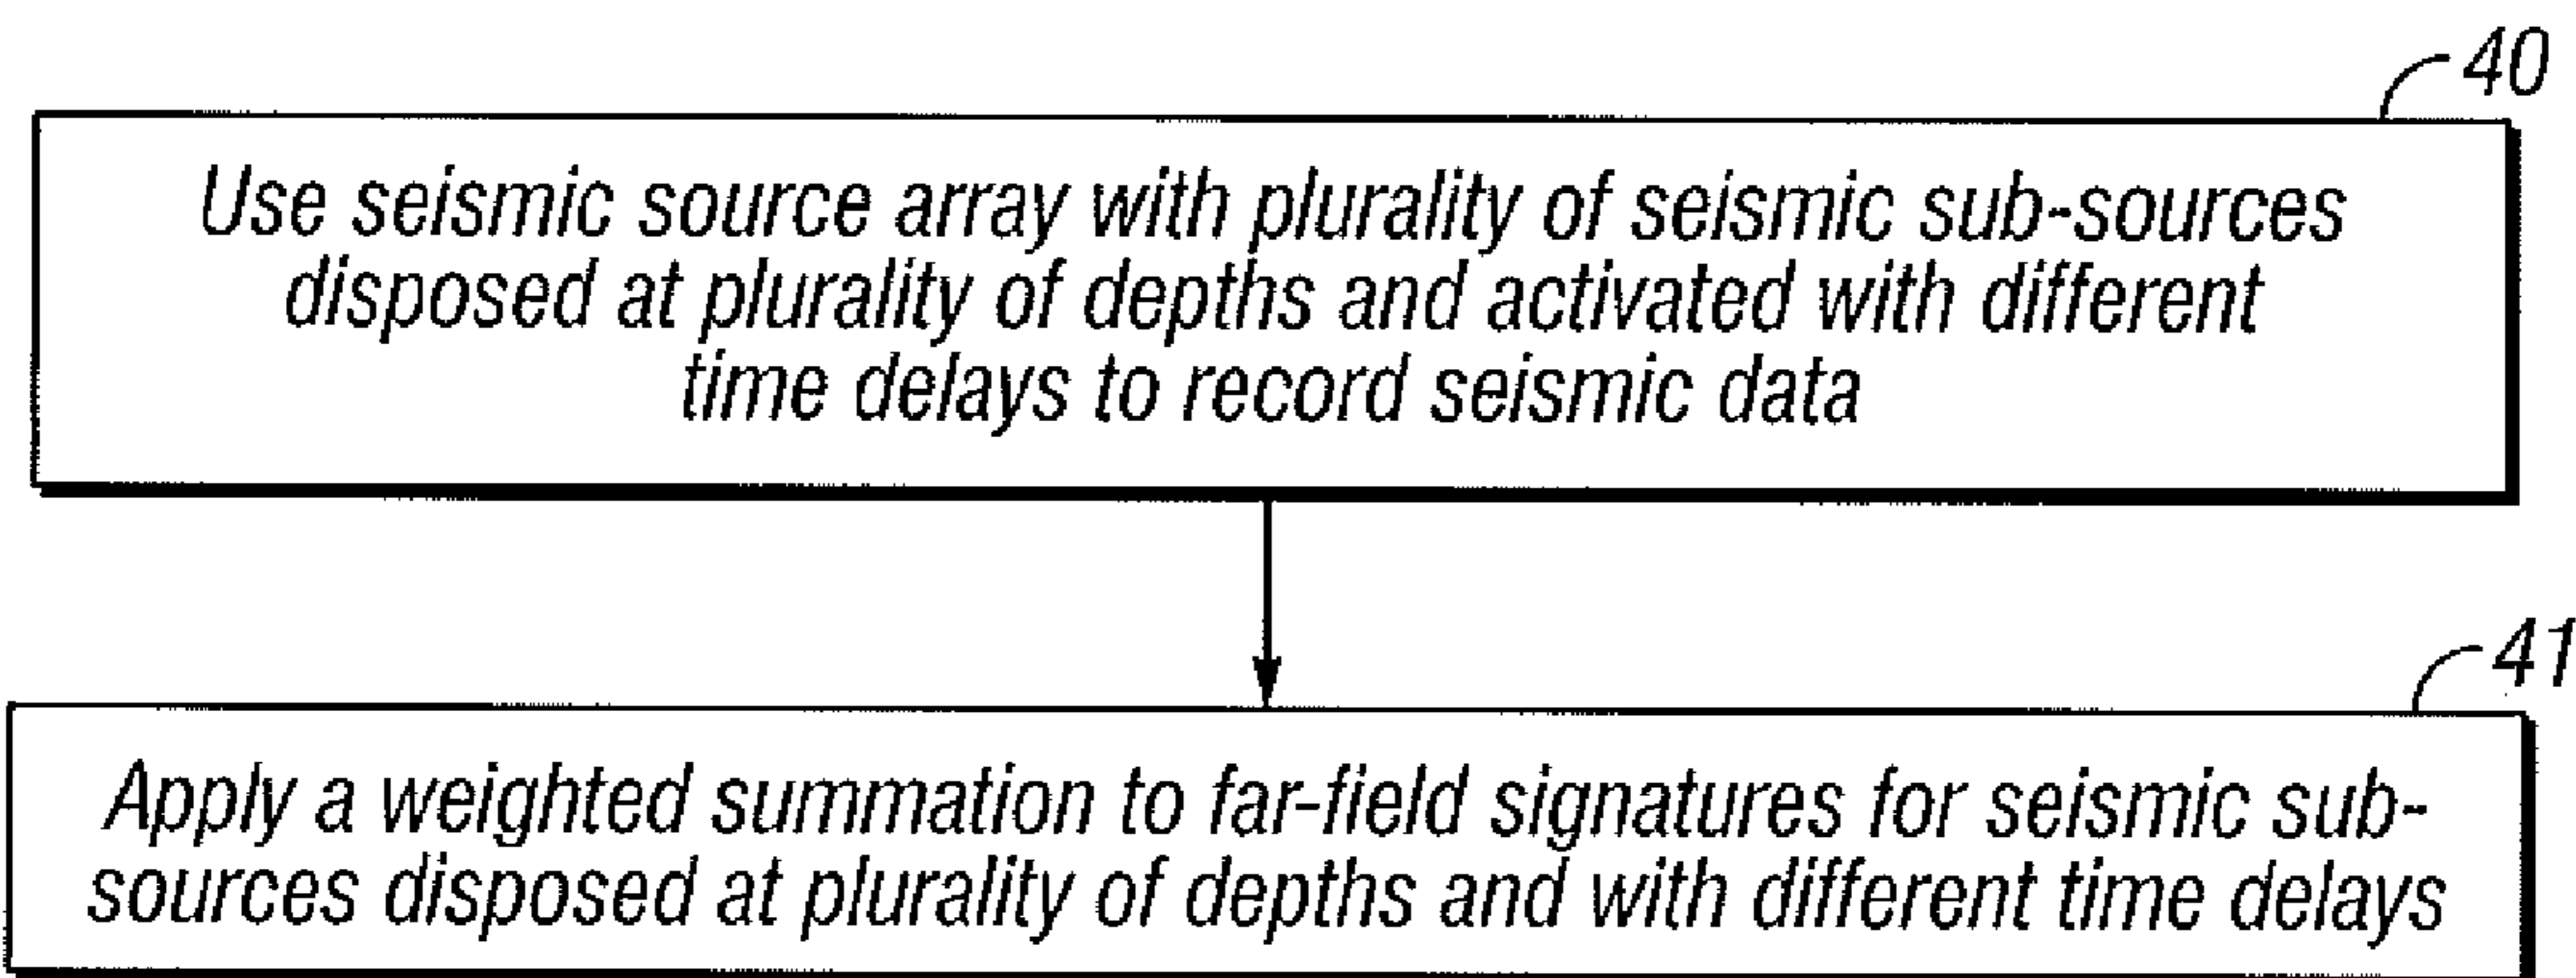 40
Use seismic source array with plurality of seismic sub-sources
disposed at plurality of depths and activated with different
time delays to record seismic data
41
Apply a weighted summation to far-field signatures for seismic sub-
sources disposed at plurality of depths and with different time delays